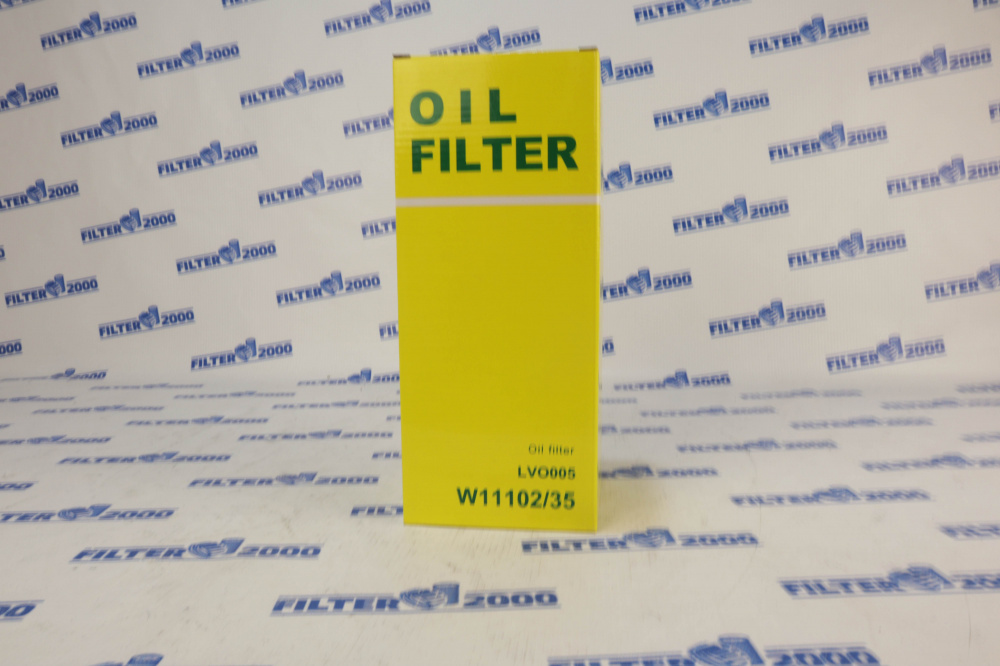 OIL
FILTER
Oil filter
LVO005
W11102/35
FILTER 2000